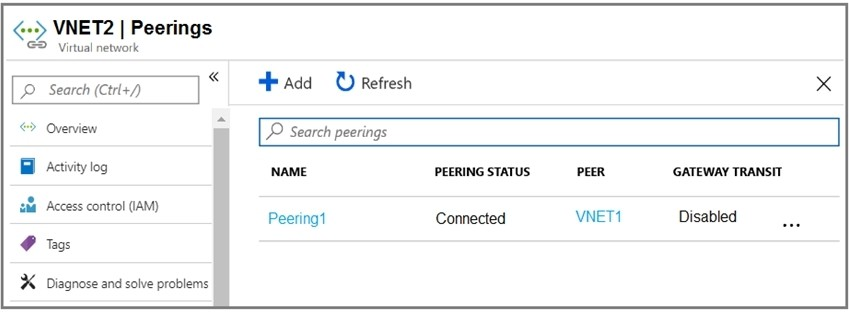 VNET2 | Peerings
Virtual network
Search (Ctrl+/)
«
Overview
Activity log
Access control (IAM)
Tags
Diagnose and solve problems
Add
Refresh
Search peerings
NAME PEERING STATUS PEER GATEWAY TRANSIT
Peering1 Connected VNET1 Disabled ...